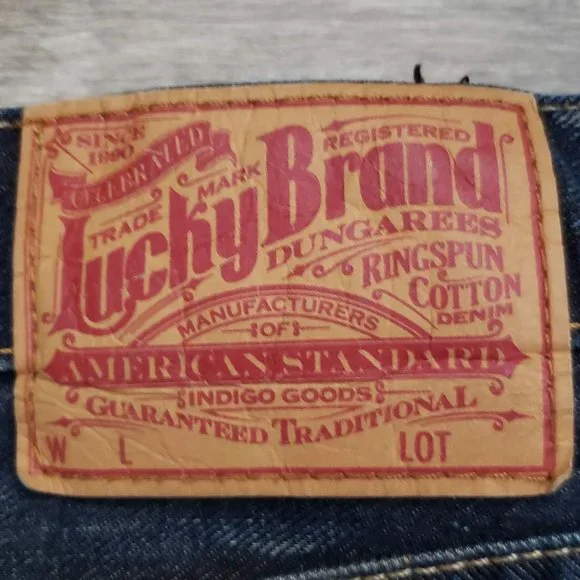 SINCE
1990
CELEBRATED
TRADE MARK
REGISTERED
Lucky Brand
DUNGAREES
RINGSPUN
COTTON
DENIM
MANUFACTURERS
OF
AMERICAN STANDARD
INDIGO GOODS
GUARANTEED TRADITIONAL
W L LOT